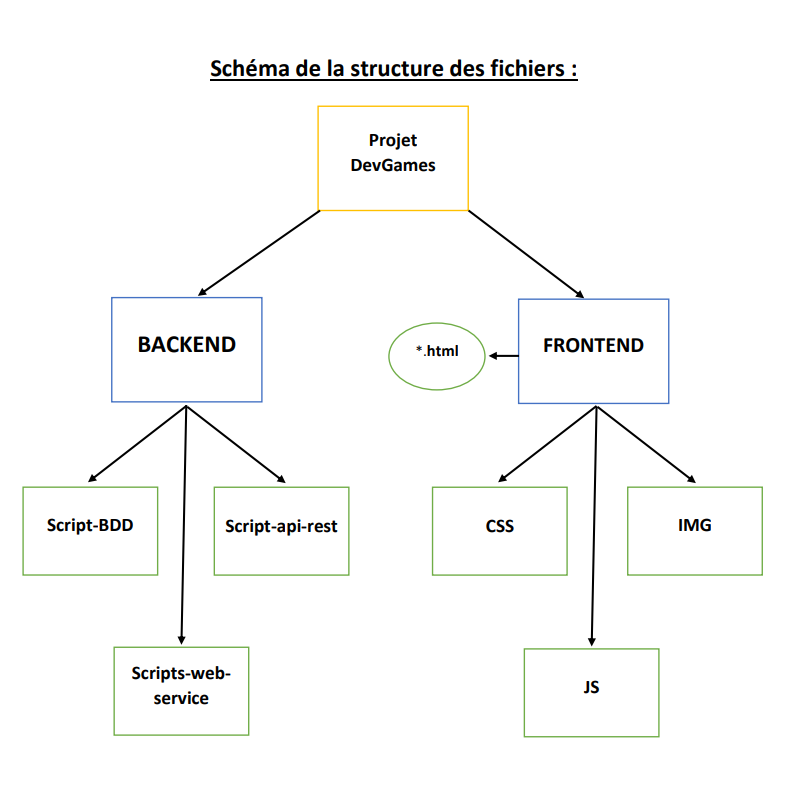 Schéma de la structure des fichiers :
Projet
DevGames
BACKEND
*.html
FRONTEND
Script-BDD
Script-api-rest
CSS
IMG
Scripts-web-
service
JS